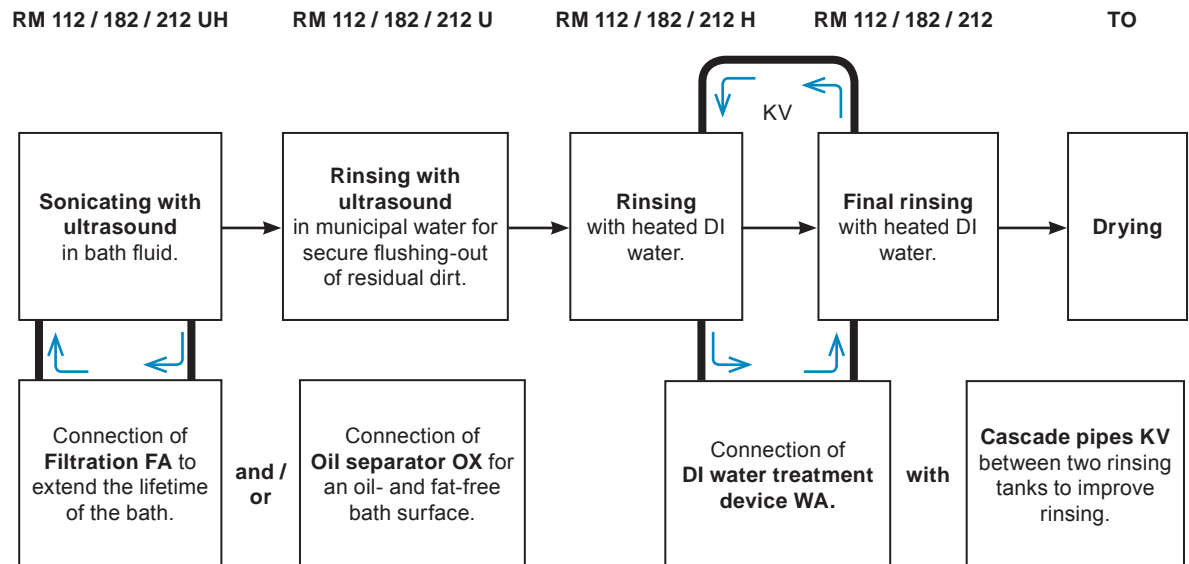 RM 112 / 182 / 212 UH
RM 112 / 182 / 212 U
RM 112 / 182 / 212 H
RM 112 / 182 / 212
TO
KV
Sonicating with
ultrasound
in bath fluid.
Rinsing with
ultrasound
in municipal water for
secure flushing-out
of residual dirt.
Rinsing
with heated DI
water.
Final rinsing
with heated DI
water.
Drying
Connection of
Filtration FA to
extend the lifetime
of the bath.
and /
or
Connection of
Oil separator OX for
an oil- and fat-free
bath surface.
Connection of
DI water treatment
device WA.
with
Cascade pipes KV
between two rinsing
tanks to improve
rinsing.